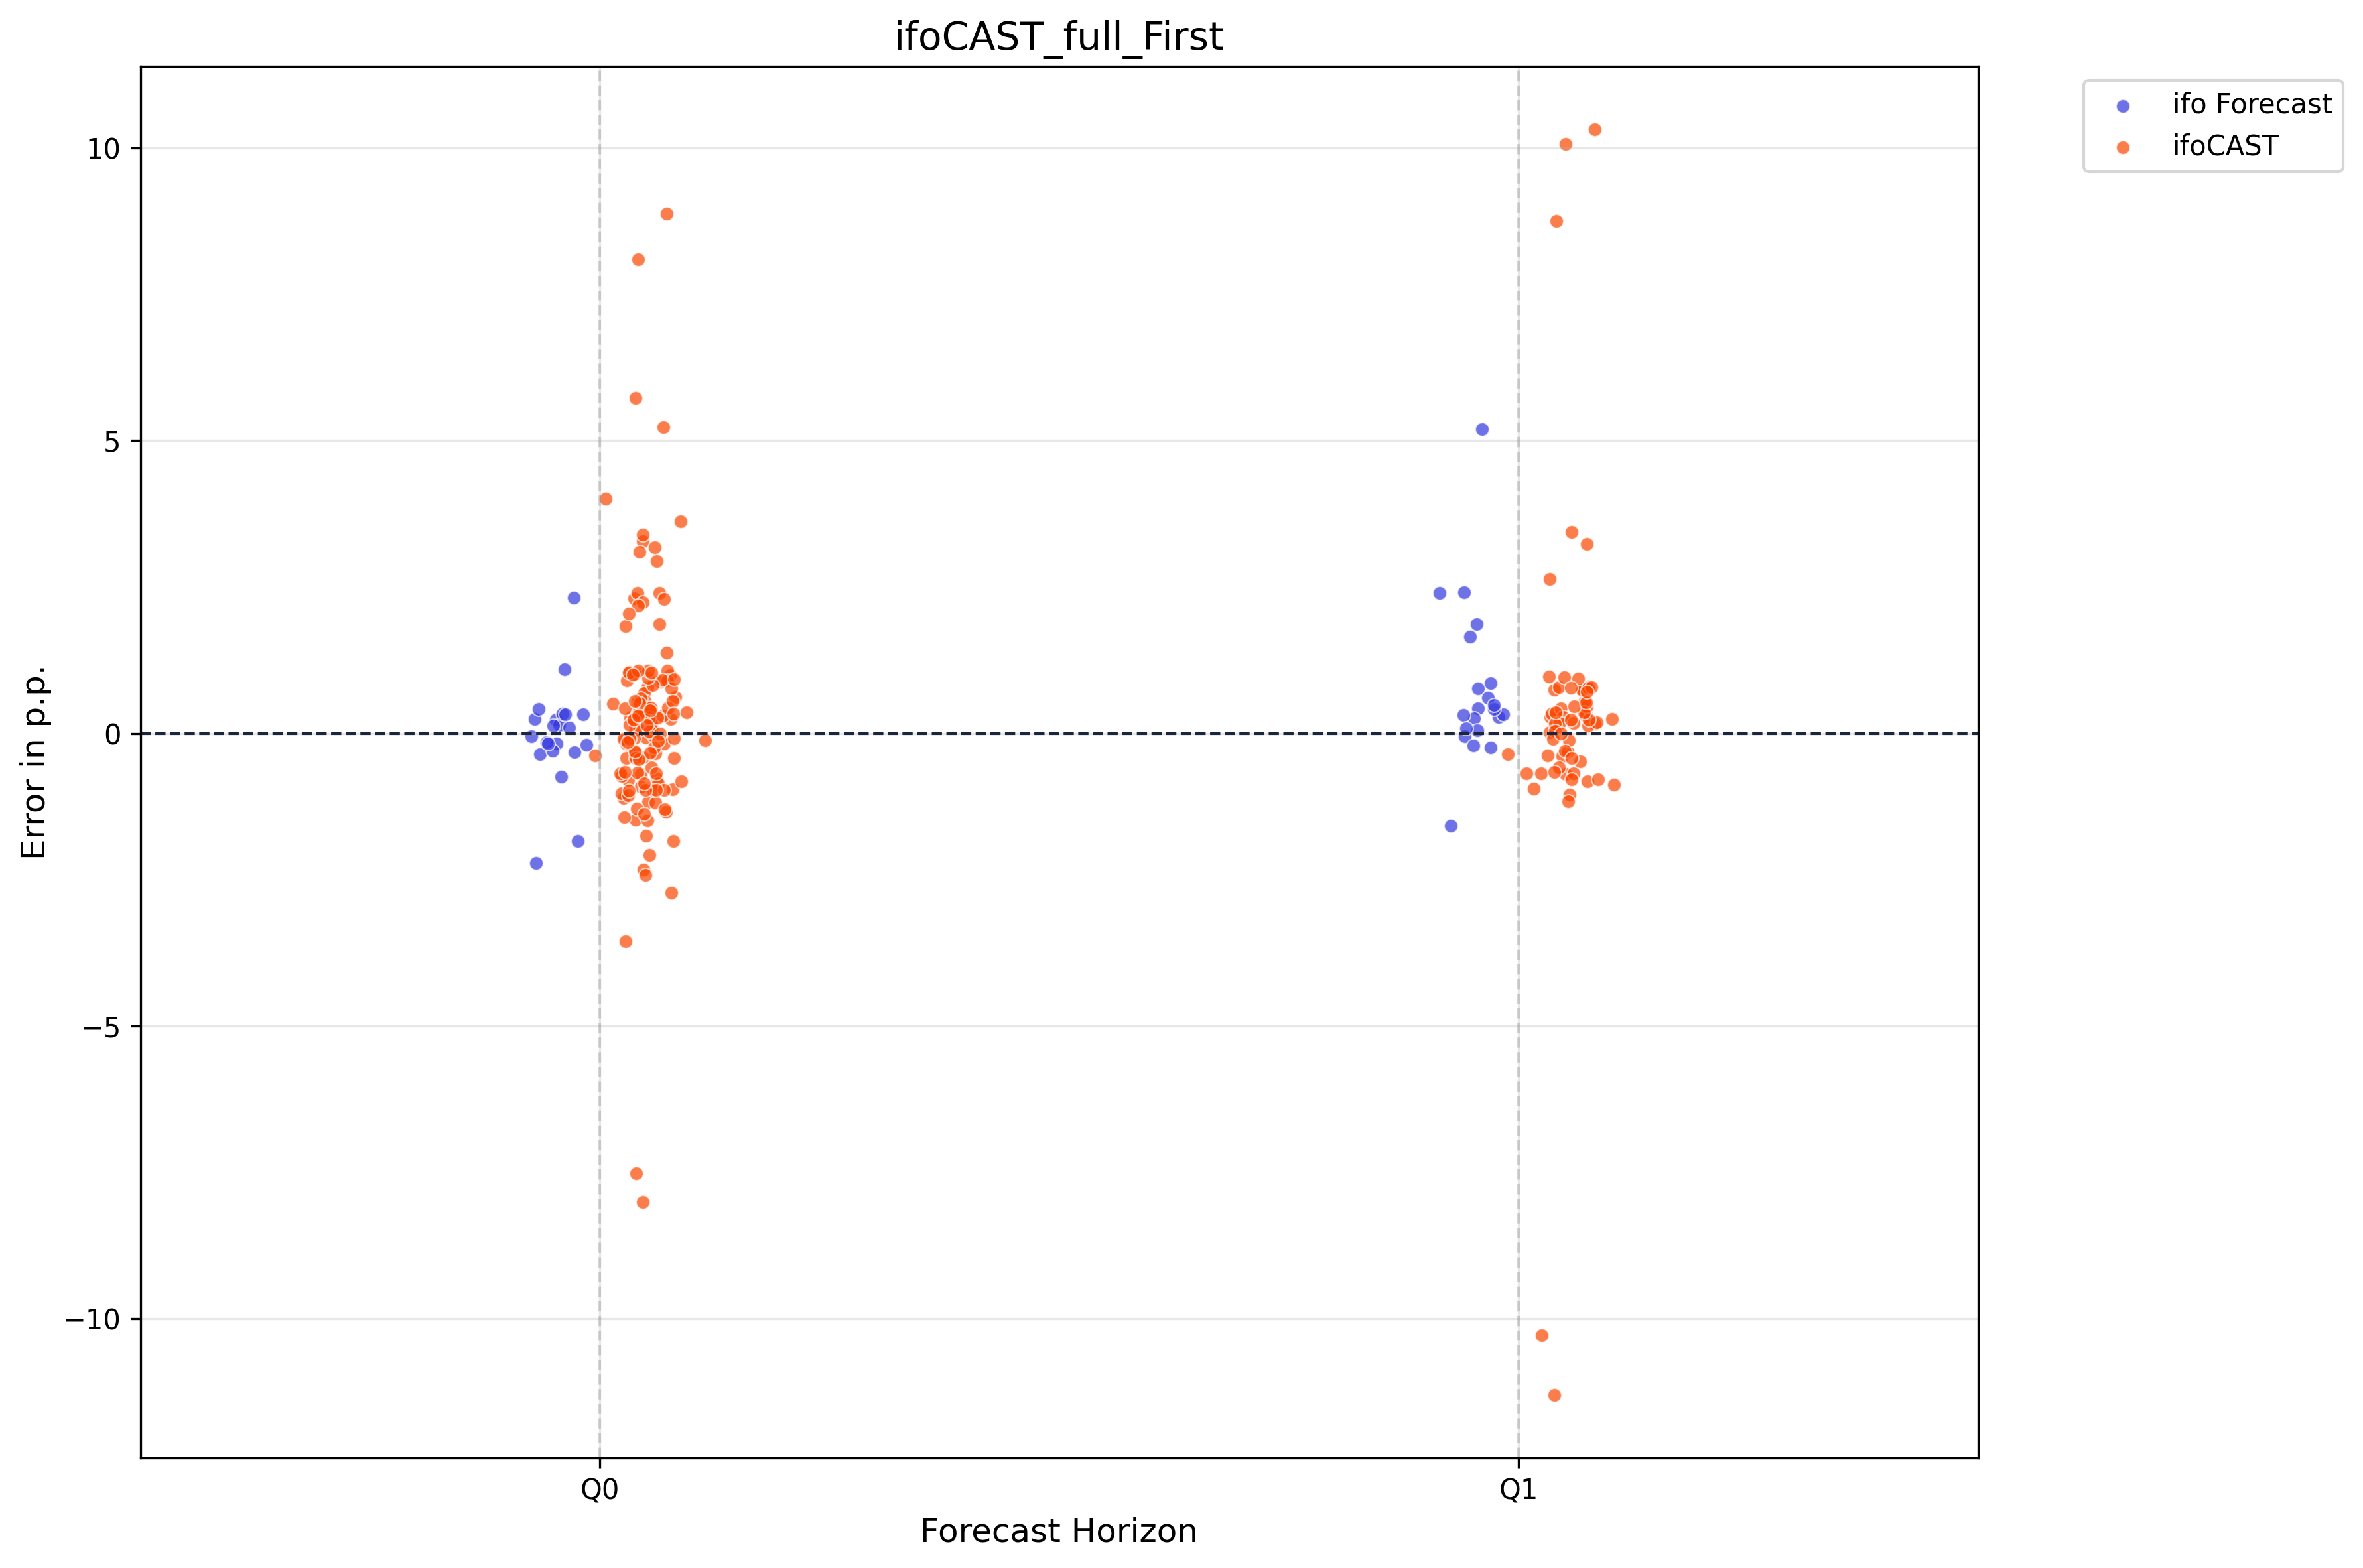 ifoCAST_full_First
ifo Forecast
ifoCAST
10
5
0
−5
−10
Error in p.p.
Q0
Q1
Forecast Horizon